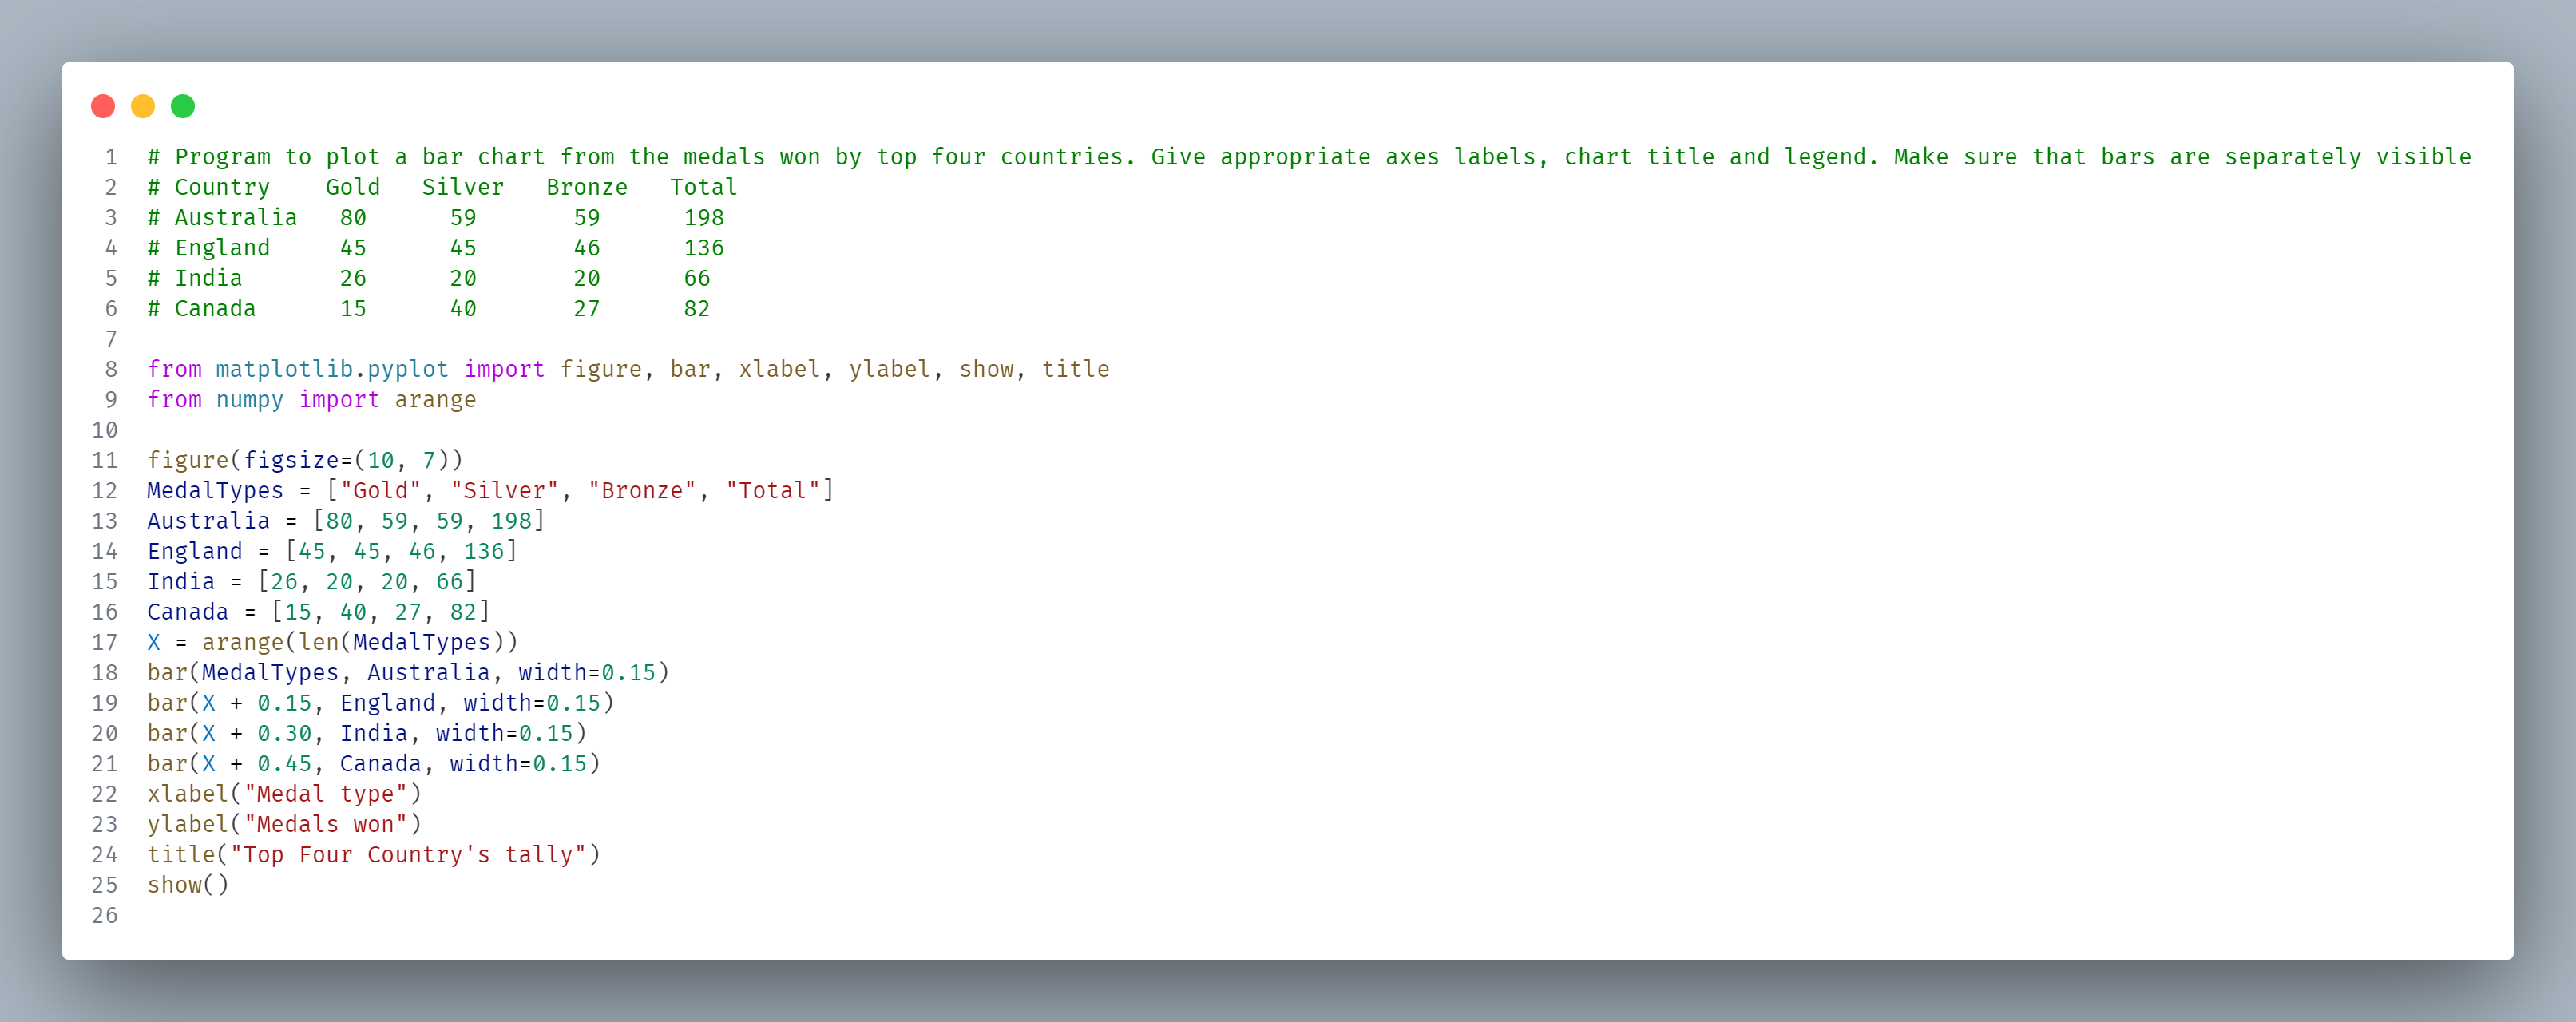 1 # Program to plot a bar chart from the medals won by top four countries. Give appropriate axes labels, chart title and legend. Make sure that bars are separately visible
2 # Country    Gold   Silver   Bronze   Total
3 # Australia   80      59       59      198
4 # England     45      45       46      136
5 # India       26      20       20      66
6 # Canada      15      40       27      82
7
8 from matplotlib.pyplot import figure, bar, xlabel, ylabel, show, title
9 from numpy import arange
10
11 figure(figsize=(10, 7))
12 MedalTypes = ["Gold", "Silver", "Bronze", "Total"]
13 Australia = [80, 59, 59, 198]
14 England = [45, 45, 46, 136]
15 India = [26, 20, 20, 66]
16 Canada = [15, 40, 27, 82]
17 X = arange(len(MedalTypes))
18 bar(MedalTypes, Australia, width=0.15)
19 bar(X + 0.15, England, width=0.15)
20 bar(X + 0.30, India, width=0.15)
21 bar(X + 0.45, Canada, width=0.15)
22 xlabel("Medal type")
23 ylabel("Medals won")
24 title("Top Four Country's tally")
25 show()
26